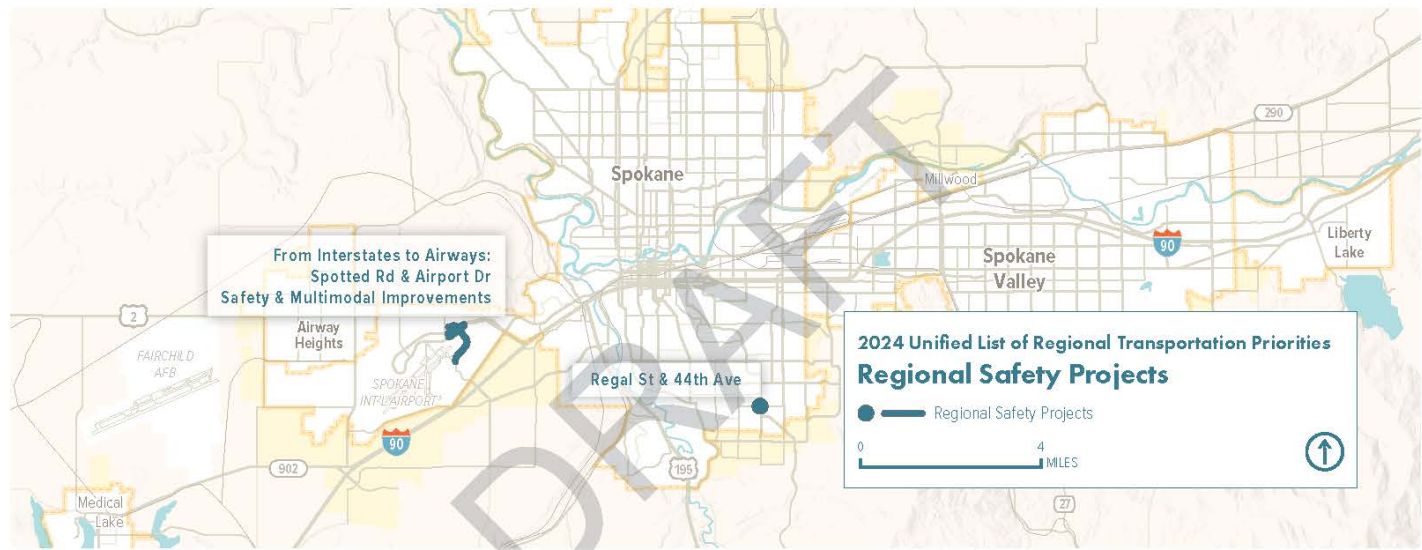 290
Spokane
Millwood
From Interstates to Airways:
Spotted Rd & Airport Dr
Safety & Multimodal Improvements
90
Liberty
Lake
Spokane
Valley
2
Airway
Heights
FAIRCHILD
AFB
SPOKANE
INT'L AIRPORT
Regal St & 44th Ave
2024 Unified List of Regional Transportation Priorities
Regional Safety Projects
Regional Safety Projects
0 4
MILES
90
902
195
Medical
Lake
27
DRAFT